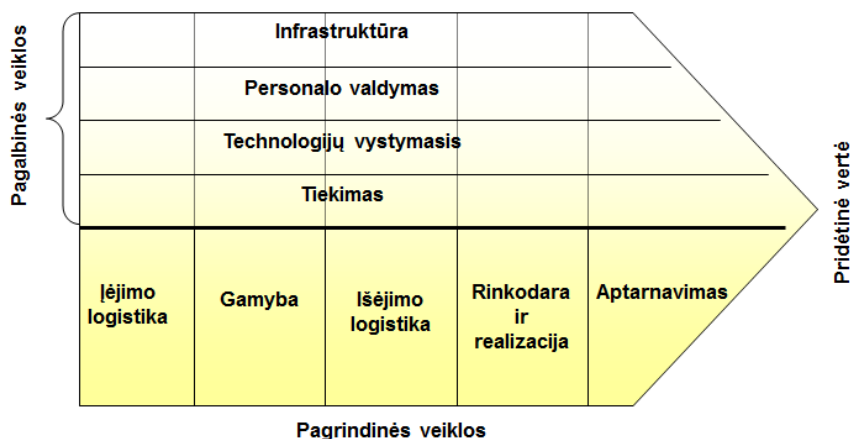 Pagalbinės veiklos
Infrastruktūra
Personalo valdymas
Technologijų vystymasis
Tiekimas
Įėjimo
logistika
Gamyba
Išėjimo
logistika
Rinkodara
ir
realizacija
Aptarnavimas
Pridėtinė vertė
Pagrindinės veiklos